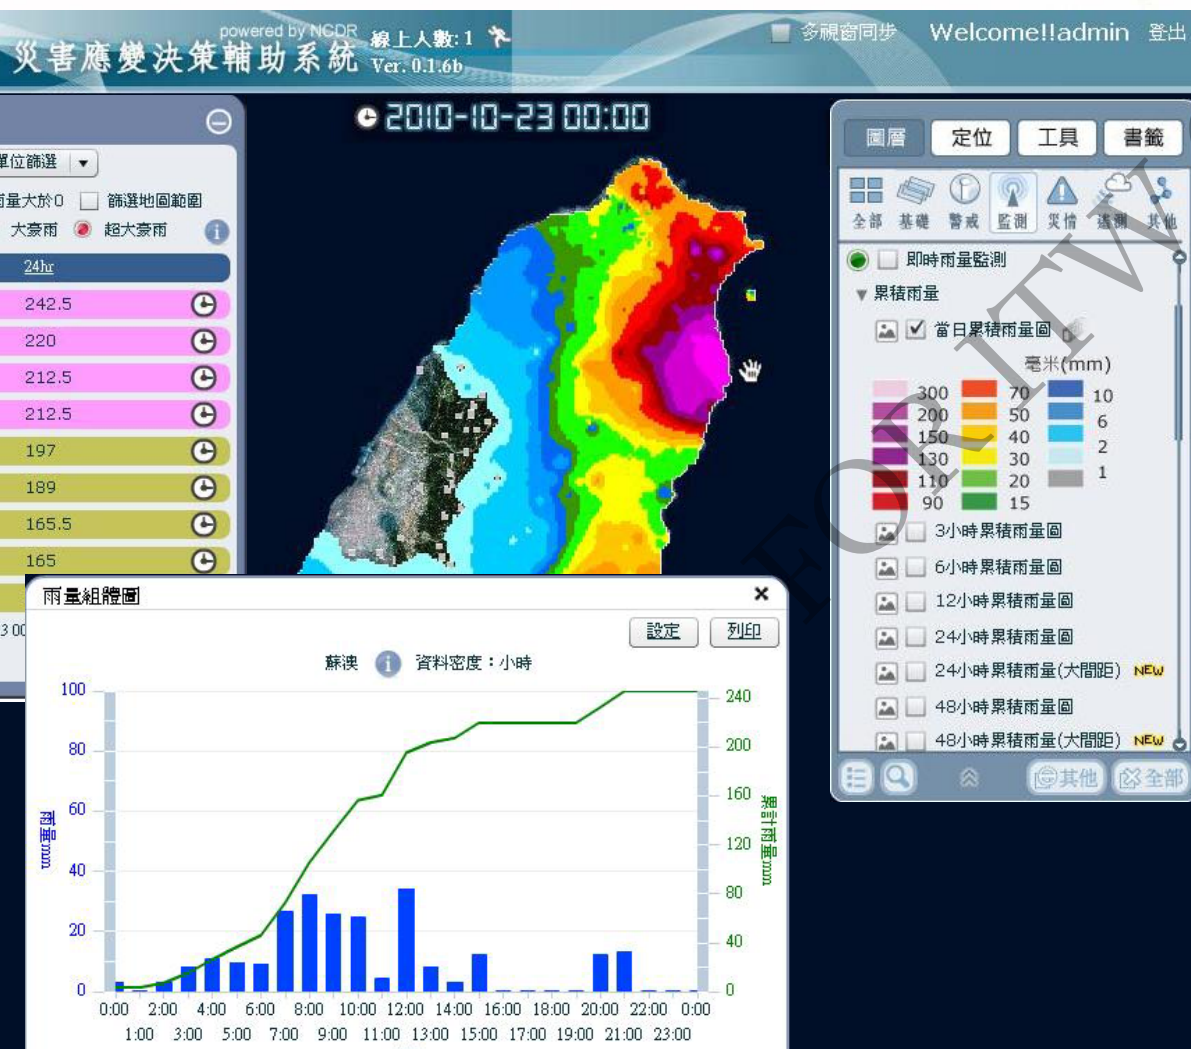 powered by NCDR
災害應變決策輔助系統
線上人數: 1
Ver. 0.1.6b
多視窗同步
Welcome!!admin
登出
2010-10-23 00:00
單位篩選
雨量大於0
篩選地圖範圍
大豪雨
超大豪雨
24hr
242.5
220
212.5
212.5
197
189
165.5
165
3 00
圖層
定位
工具
書籤
全部
基礎
警戒
監測
災情
遙測
其他
即時雨量監測
累積雨量
當日累積雨量圖
毫米(mm)
300
200
150
130
110
90
70
50
40
30
20
15
10
6
2
1
3小時累積雨量圖
6小時累積雨量圖
12小時累積雨量圖
24小時累積雨量圖
24小時累積雨量(大間距) NEW
48小時累積雨量圖
48小時累積雨量(大間距) NEW
其他
全部
FORITW
雨量組體圖
設定
列印
蘇澳
資料密度：小時
雨量mm
100
80
60
40
20
0
累計雨量mm
240
200
160
120
80
40
0
0:00 2:00 4:00 6:00 8:00 10:00 12:00 14:00 16:00 18:00 20:00 22:00 0:00
1:00 3:00 5:00 7:00 9:00 11:00 13:00 15:00 17:00 19:00 21:00 23:00